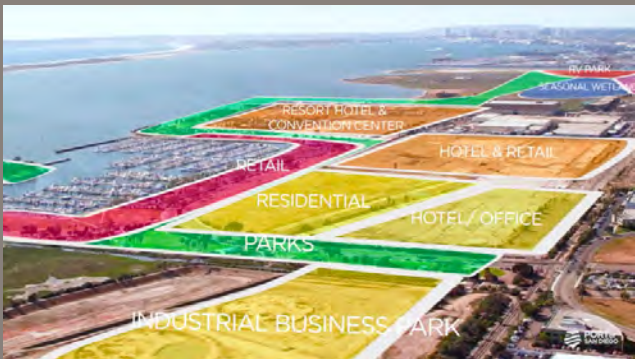 RV PARK
SEASONAL WETLAND
RESORT HOTEL &
CONVENTION CENTER
HOTEL & RETAIL
RETAIL
RESIDENTIAL
HOTEL/ OFFICE
PARKS
INDUSTRIAL BUSINESS PARK
PORT of
SAN DIEGO